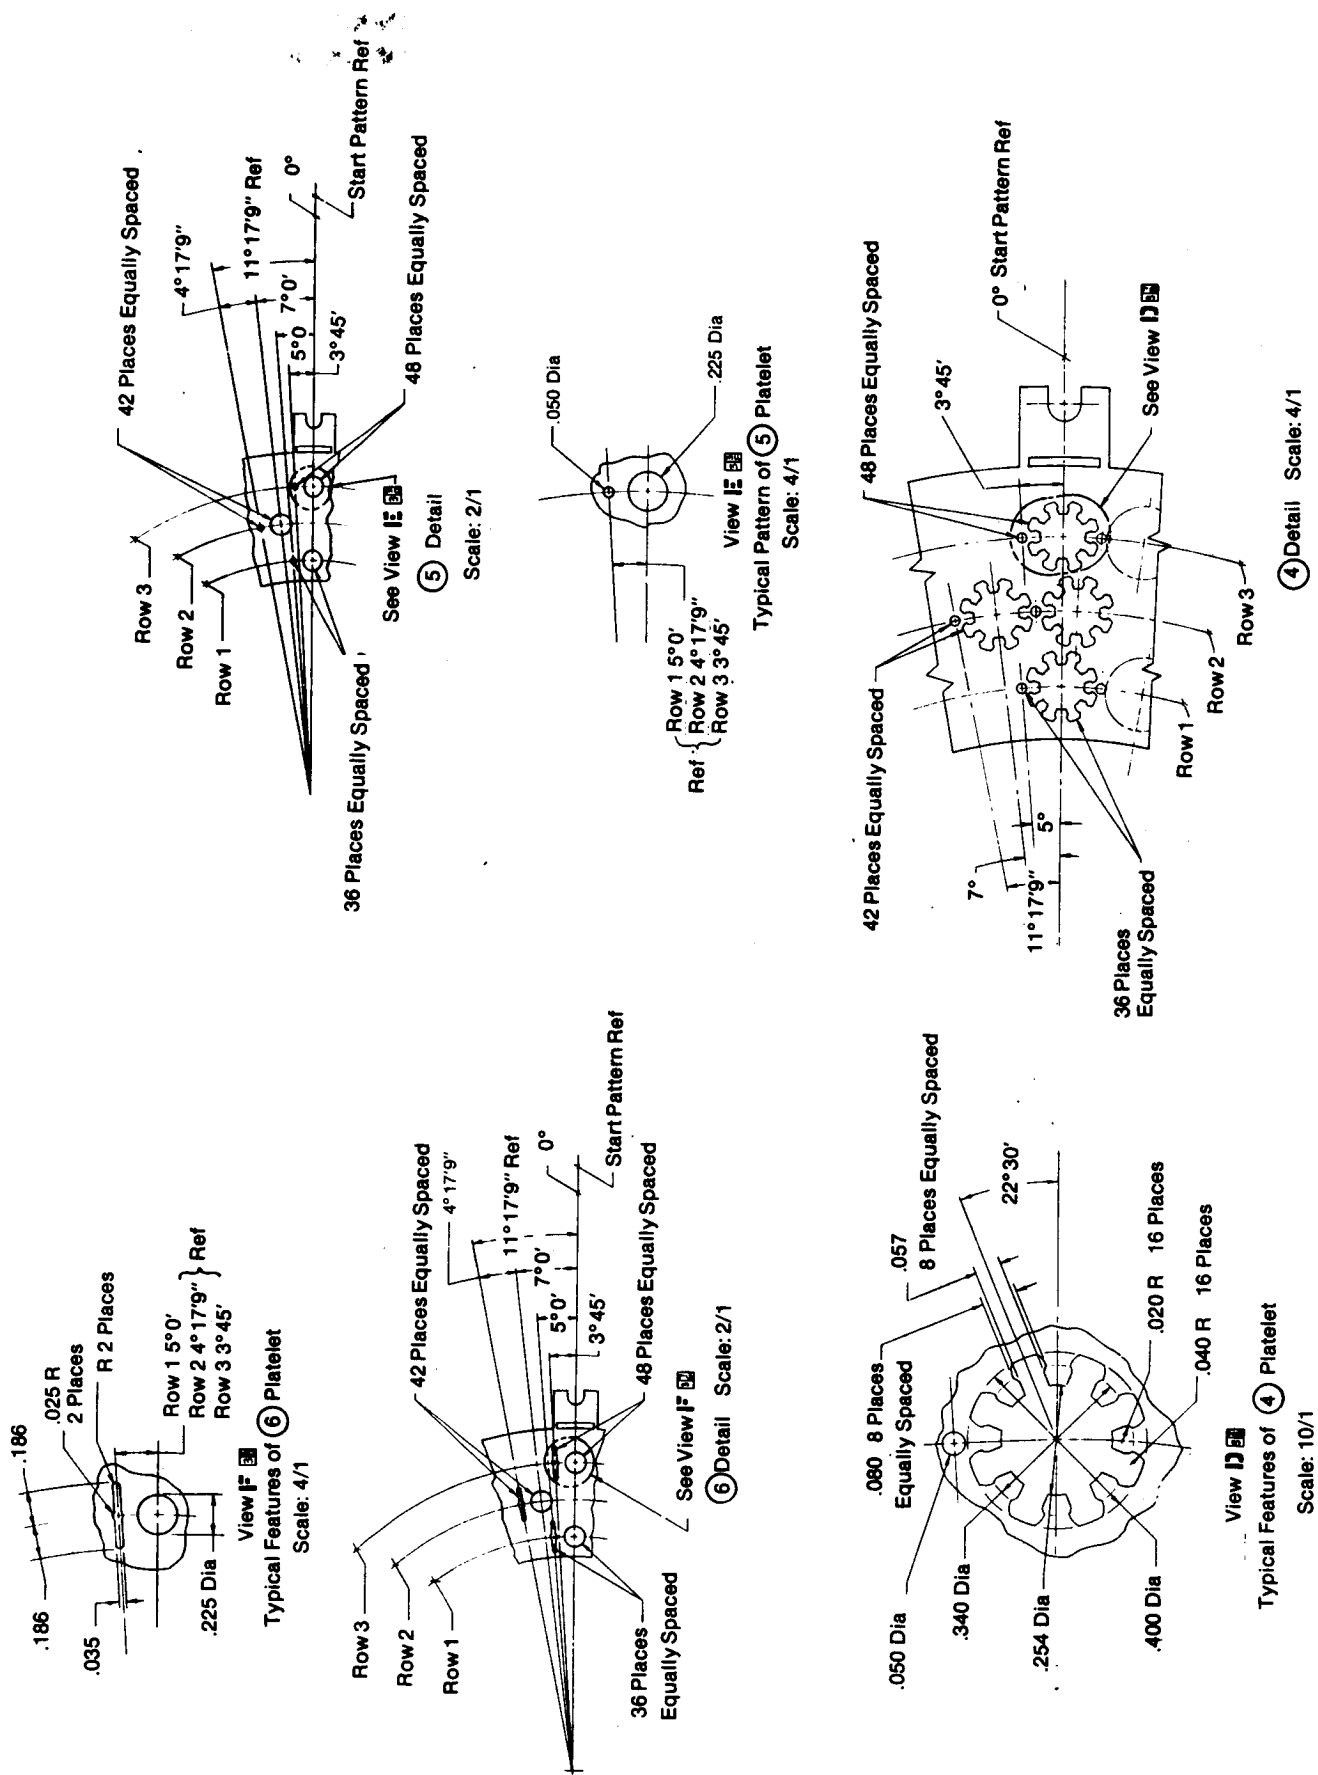 .186
.186
.025 R
2 Places
R 2 Places
.035
.225 Dia
Row 1 5°0'
Row 2 4°17'9"
Row 3 3°45'
Ref
View F
Typical Features of 6 Platelet
Scale: 4/1
Row 3
Row 2
Row 1
42 Places Equally Spaced
4°17'9"
11°17'9" Ref
7°0'
5°0'
3°45'
0°
Start Pattern Ref
48 Places Equally Spaced
36 Places
Equally Spaced
See View F
6 Detail Scale: 2/1
Row 3
Row 2
Row 1
42 Places Equally Spaced
4°17'9"
11°17'9" Ref
7°0'
5°0
3°45'
0°
Start Pattern Ref
48 Places Equally Spaced
36 Places Equally Spaced
See View E
5 Detail
Scale: 2/1
.050 Dia
.225 Dia
Ref
Row 1 5°0'
Row 2 4°17'9"
Row 3 3°45'
View E
Typical Pattern of 5 Platelet
Scale: 4/1
.050 Dia
.340 Dia
.254 Dia
.400 Dia
.080 8 Places
Equally Spaced
.057
8 Places Equally Spaced
22°30'
.020 R 16 Places
.040 R 16 Places
View D
Typical Features of 4 Platelet
Scale: 10/1
42 Places Equally Spaced
48 Places Equally Spaced
3°45'
0° Start Pattern Ref
7°
11°17'9"
5°
36 Places
Equally Spaced
Row 1
Row 2
Row 3
See View D
4 Detail Scale: 4/1